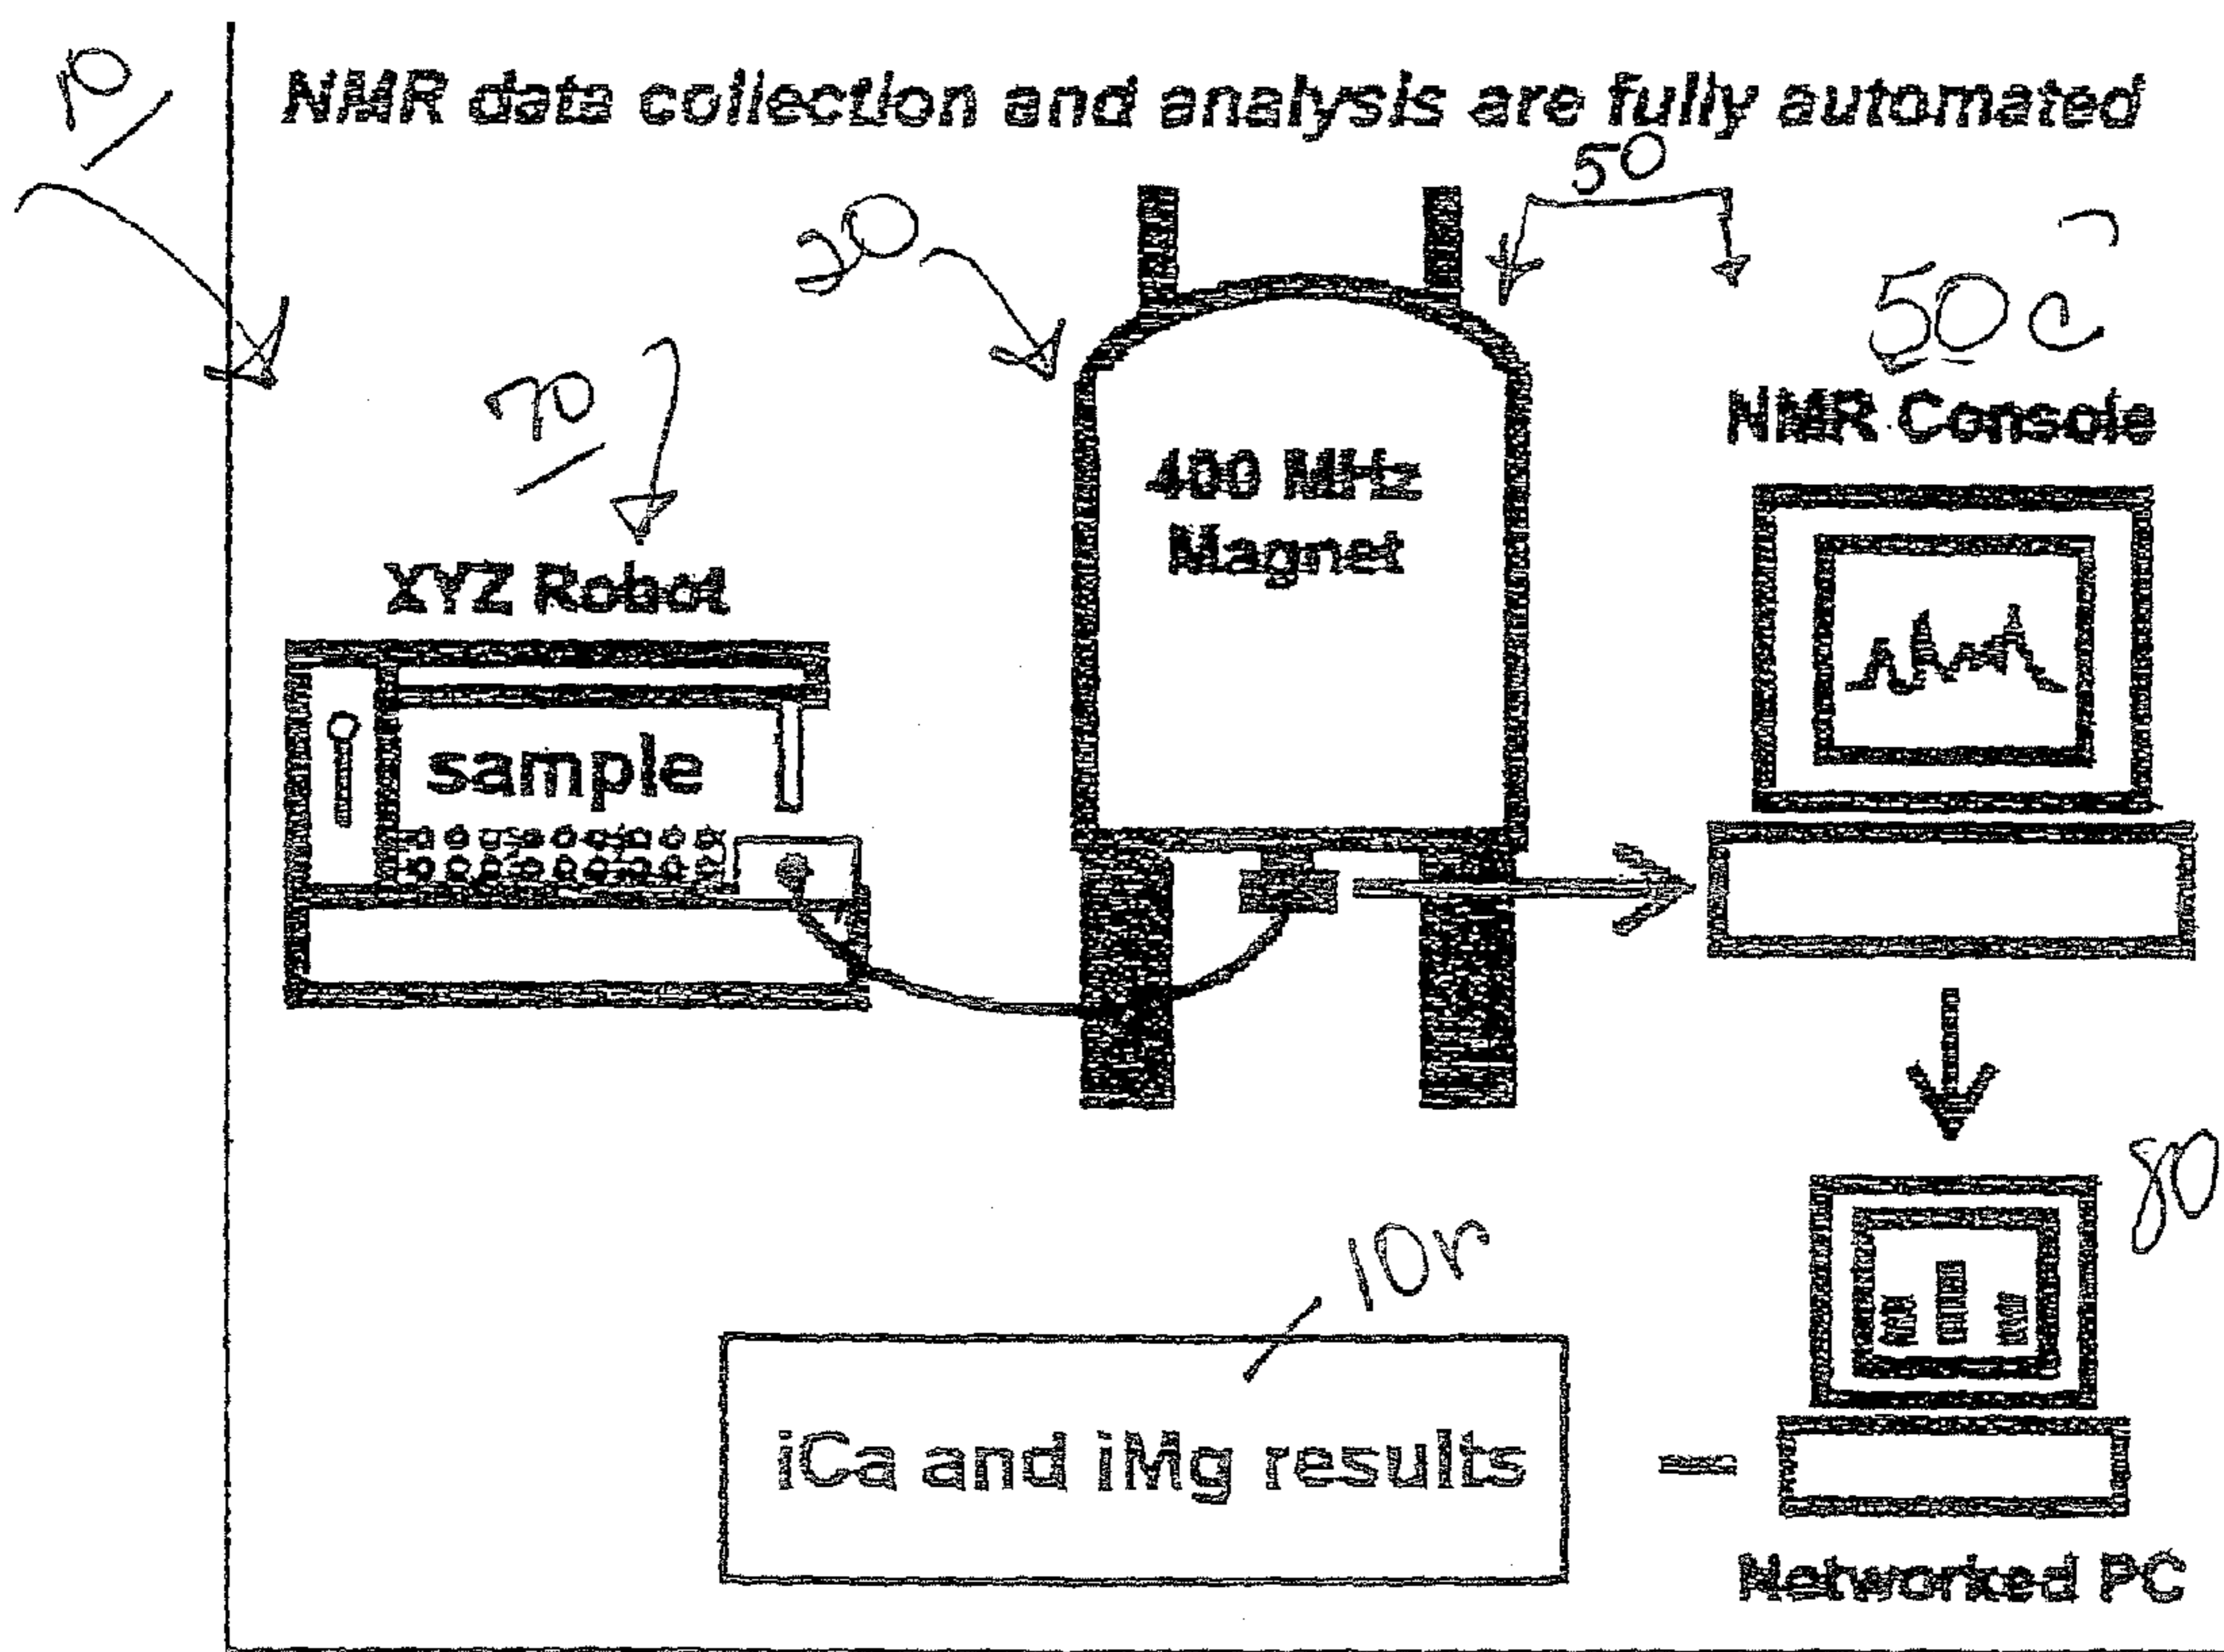 10
NMR data collection and analysis are fully automated
50
20
50c
NMR Console
70
400 MHz
Magnet
XYZ Robot
sample
80
10r
iCa and iMg results
=
Networked PC